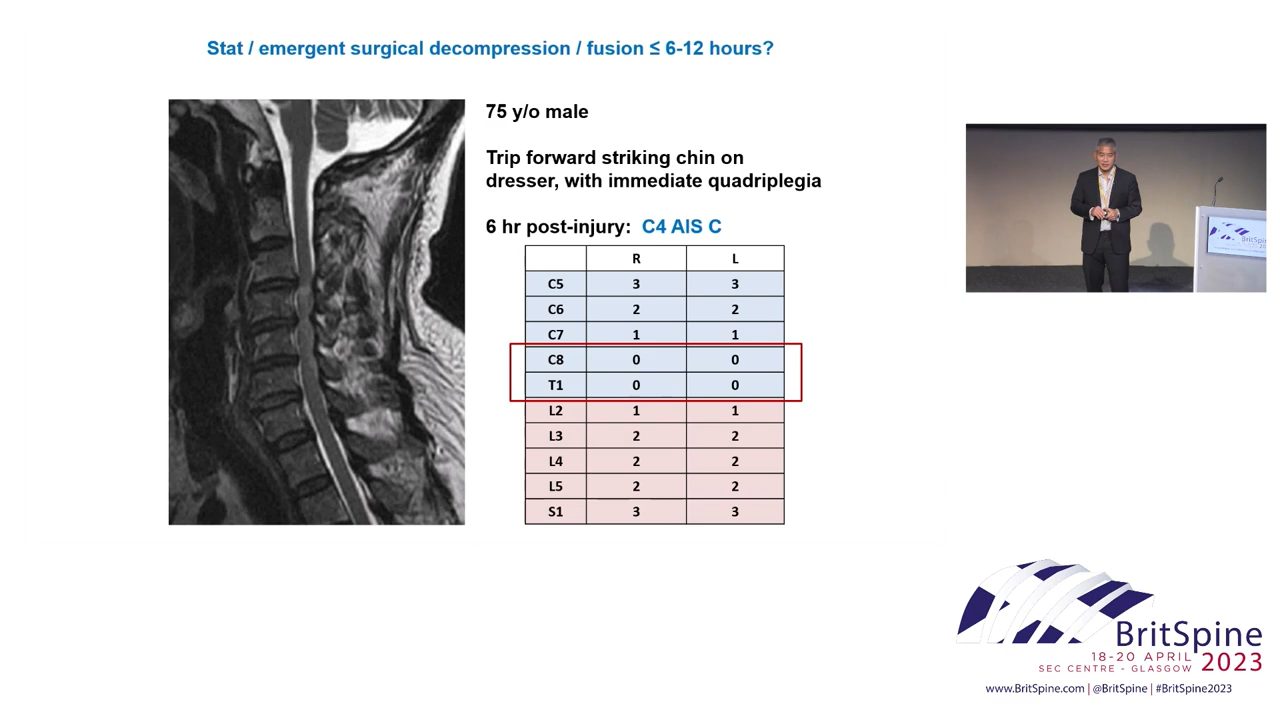 Stat / emergent surgical decompression / fusion ≤ 6-12 hours?
75 y/o male
Trip forward striking chin on
dresser, with immediate quadriplegia
6 hr post-injury: C4 AIS C
R L
C5 3 3
C6 2 2
C7 1 1
C8 0 0
T1 0 0
L2 1 1
L3 2 2
L4 2 2
L5 2 2
S1 3 3
BritSpine
BritSpine
18-20 APRIL 2023
SEC CENTRE - GLASGOW
www.BritSpine.com | @BritSpine | #BritSpine2023